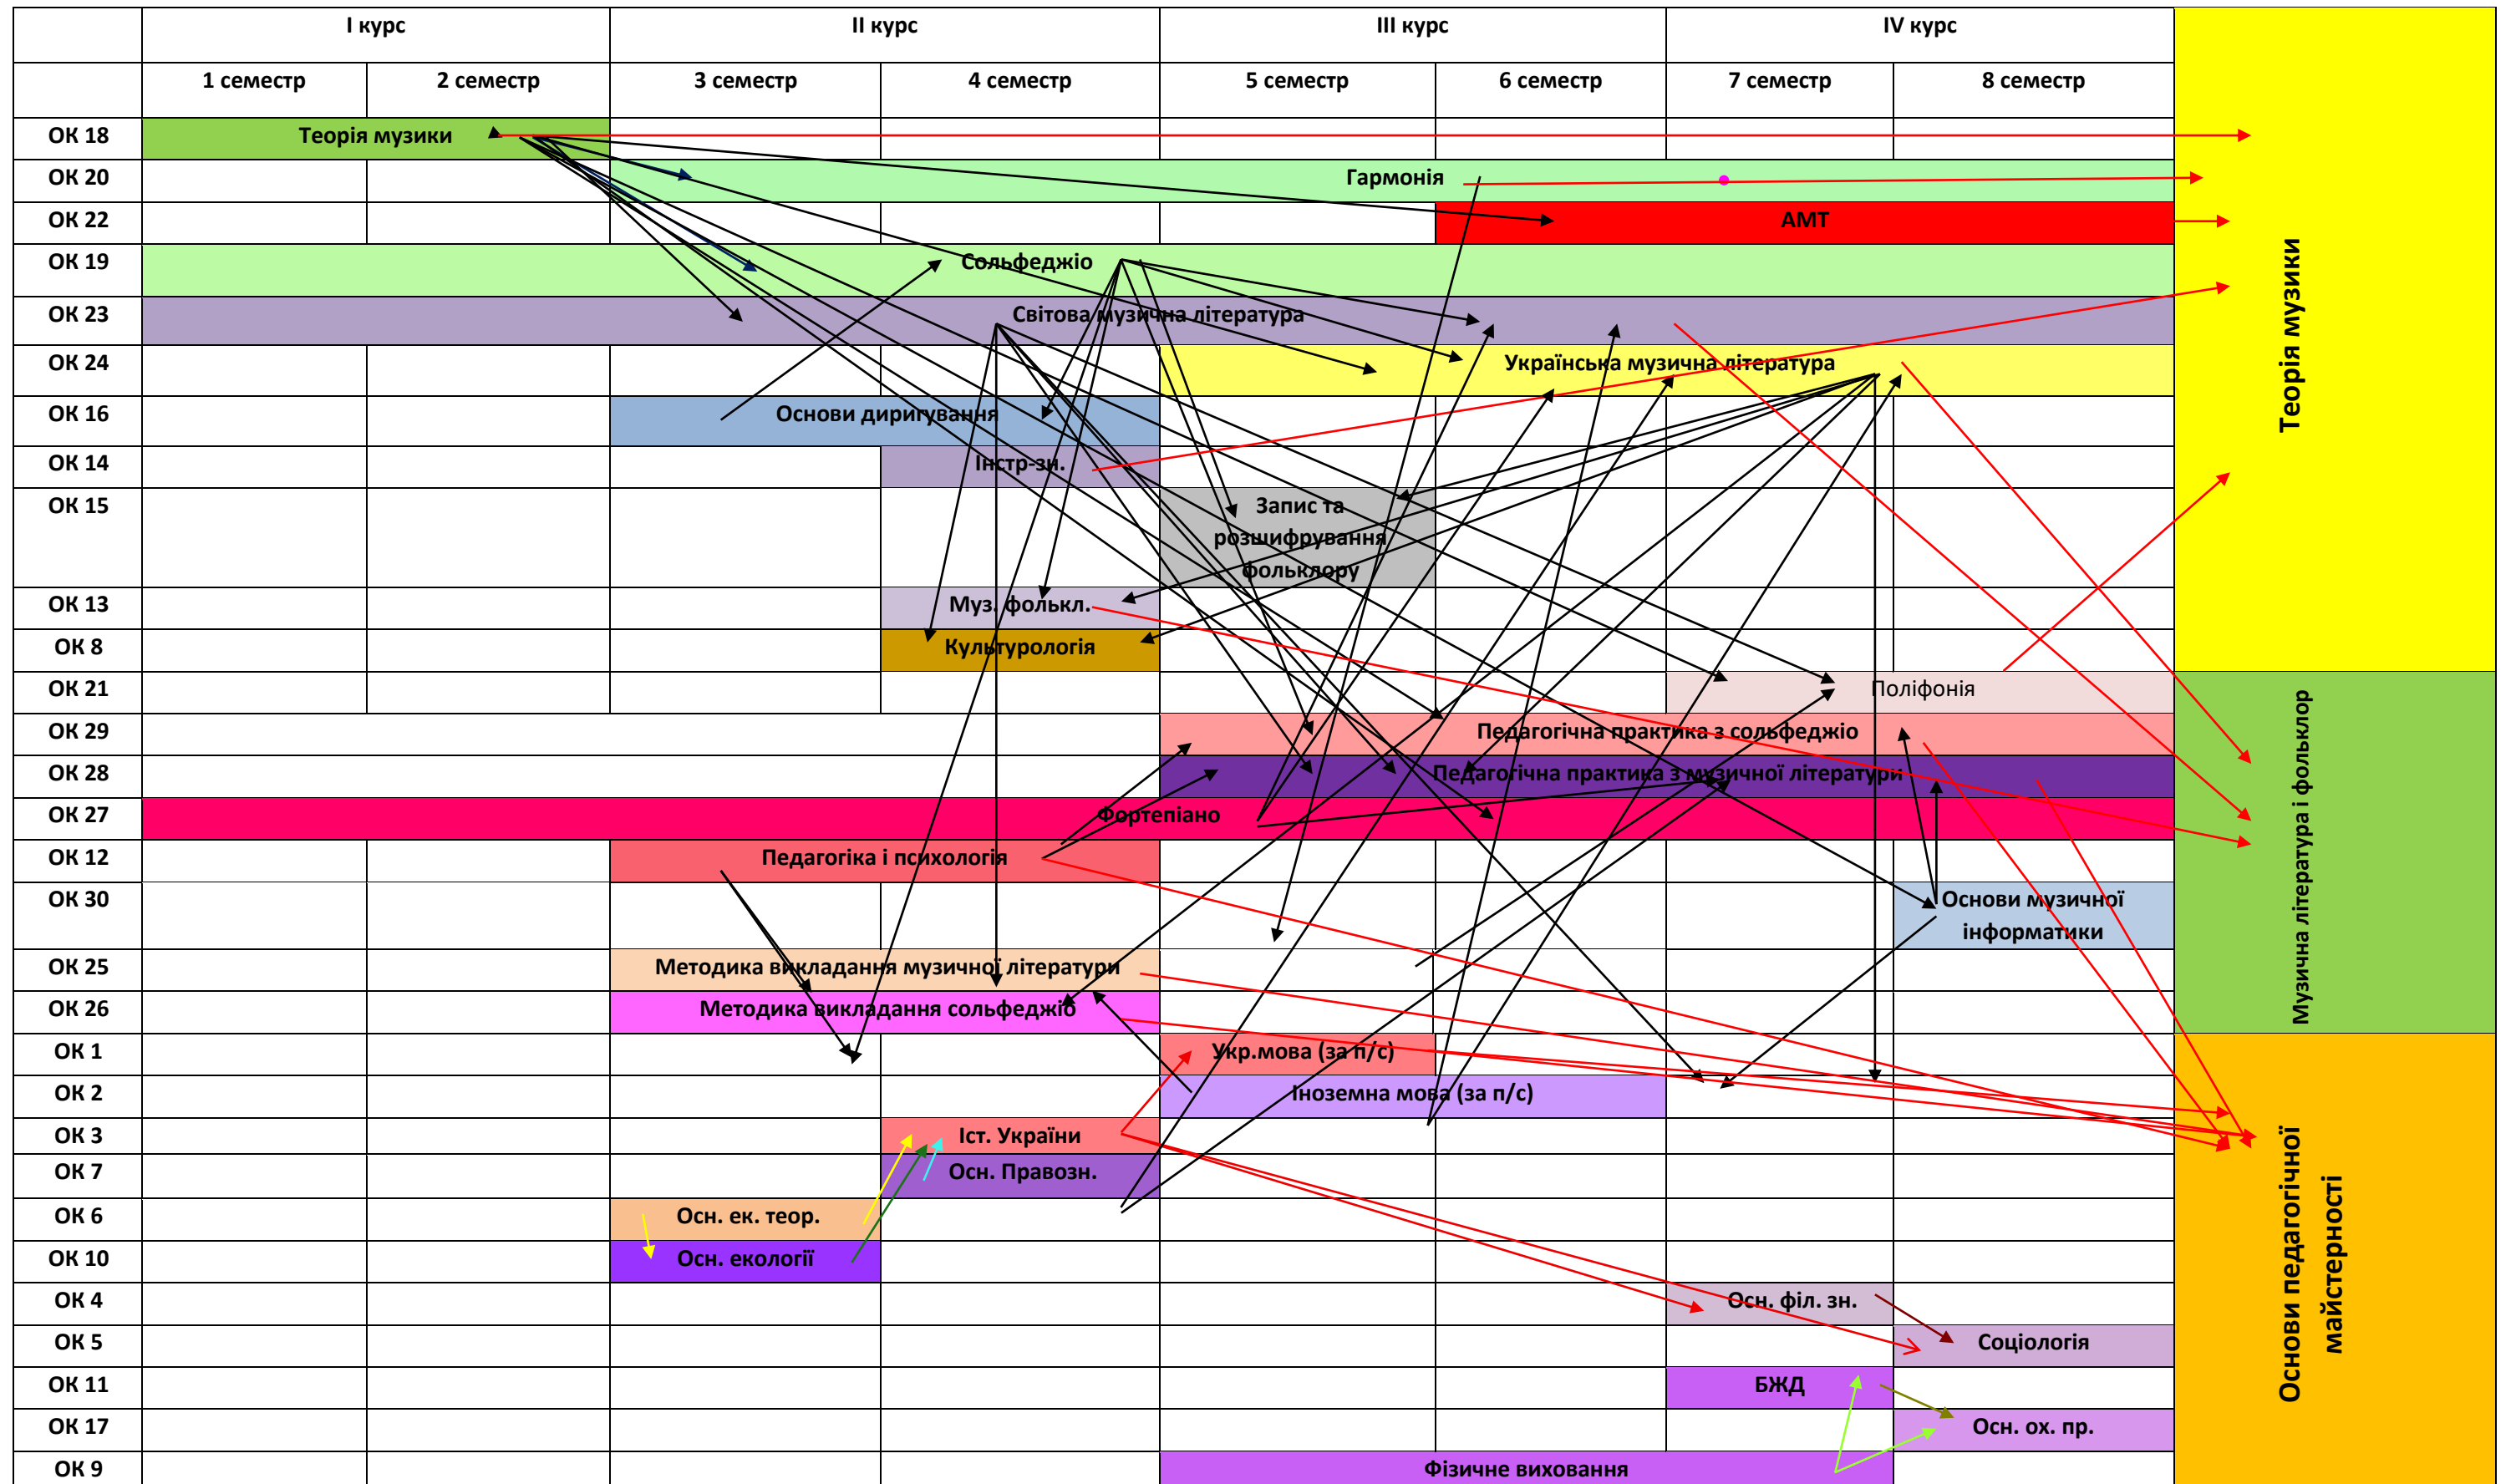 І курс
ІІ курс
ІІІ курс
IV курс
1 семестр
2 семестр
3 семестр
4 семестр
5 семестр
6 семестр
7 семестр
8 семестр
ОК 18
Теорія музики
ОК 20
Гармонія
ОК 22
АМТ
ОК 19
Сольфеджіо
ОК 23
Світова музична література
ОК 24
Українська музична література
ОК 16
Основи диригування
ОК 14
Інстр-зн.
ОК 15
Запис та
розшифрування
фольклору
ОК 13
Муз. фолькл.
ОК 8
Культурологія
ОК 21
Поліфонія
ОК 29
Педагогічна практика з сольфеджіо
ОК 28
Педагогічна практика з музичної літератури
ОК 27
Фортепіано
ОК 12
Педагогіка і психологія
ОК 30
Основи музичної
інформатики
ОК 25
Методика викладання музичної літератури
ОК 26
Методика викладання сольфеджіо
ОК 1
Укр.мова (за п/с)
ОК 2
Іноземна мова (за п/с)
ОК 3
Іст. України
ОК 7
Осн. Правозн.
ОК 6
Осн. ек. теор.
ОК 10
Осн. екології
ОК 4
Осн. філ. зн.
ОК 5
Соціологія
ОК 11
БЖД
ОК 17
Осн. ох. пр.
ОК 9
Фізичне виховання
Теорія музики
Музична література і фольклор
Основи педагогічної
майстерності